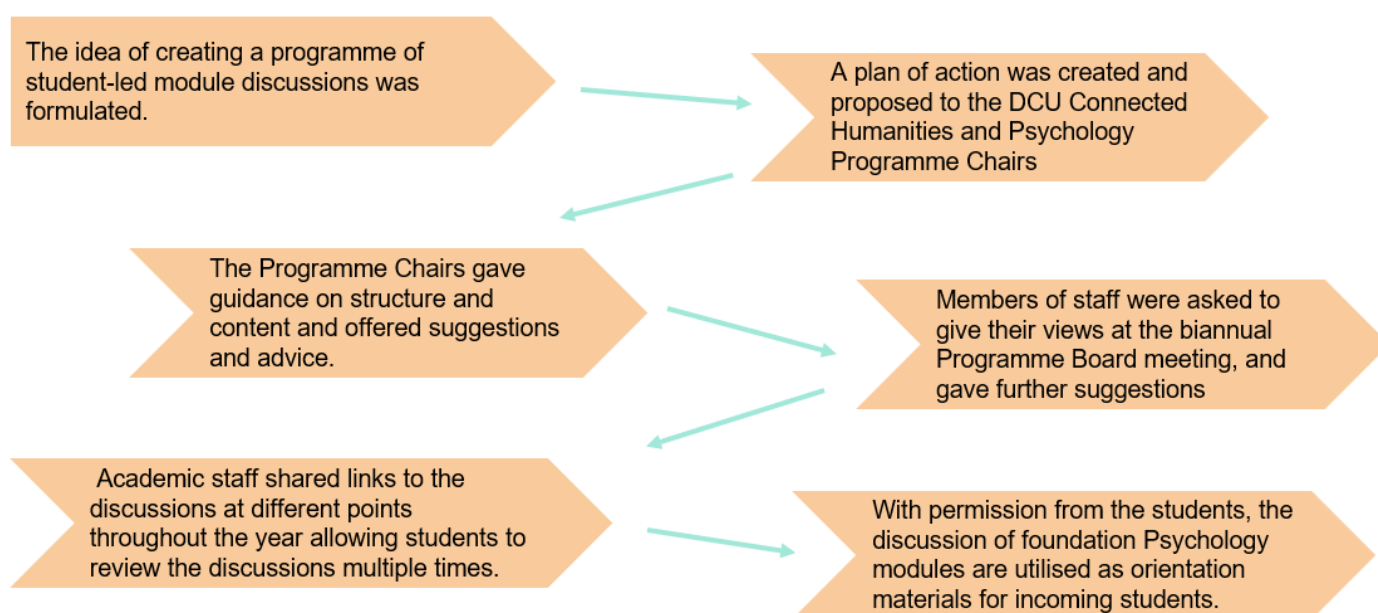 The idea of creating a programme of
student-led module discussions was
formulated.
A plan of action was created and
proposed to the DCU Connected
Humanities and Psychology
Programme Chairs
The Programme Chairs gave
guidance on structure and
content and offered suggestions
and advice.
Members of staff were asked to
give their views at the biannual
Programme Board meeting, and
gave further suggestions
Academic staff shared links to the
discussions at different points
throughout the year allowing students to
review the discussions multiple times.
With permission from the students, the
discussion of foundation Psychology
modules are utilised as orientation
materials for incoming students.